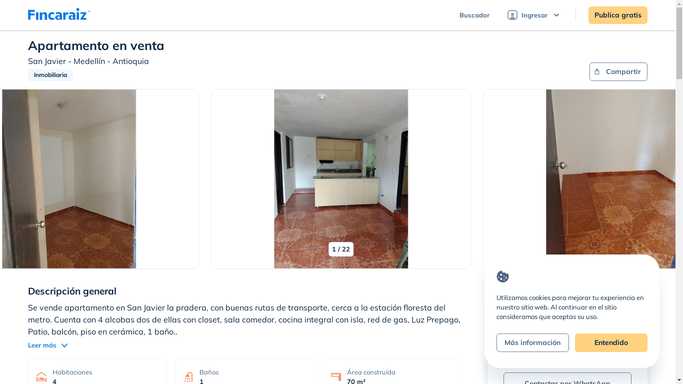 Fincaraiz
Buscador
Ingresar
Publica gratis
Apartamento en venta
San Javier - Medellín - Antioquia
Inmobiliaria
Compartir
1 / 22
Descripción general
Se vende apartamento en San Javier la pradera, con buenas rutas de transporte, cerca a la estación floresta del
metro. Cuenta con 4 alcobas dos de ellas con closet, sala comedor, cocina integral con isla, red de gas, Luz Prepago,
Patio, balcón, piso en cerámica, 1 baño..
Leer más
Habitaciones
4
Baños
1
Área construida
70 m²
Utilizamos cookies para mejorar tu experiencia en
nuestro sitio web. Al continuar en el sitio
consideramos que aceptas su uso.
Más información
Entendido
Contactar por WhatsApp